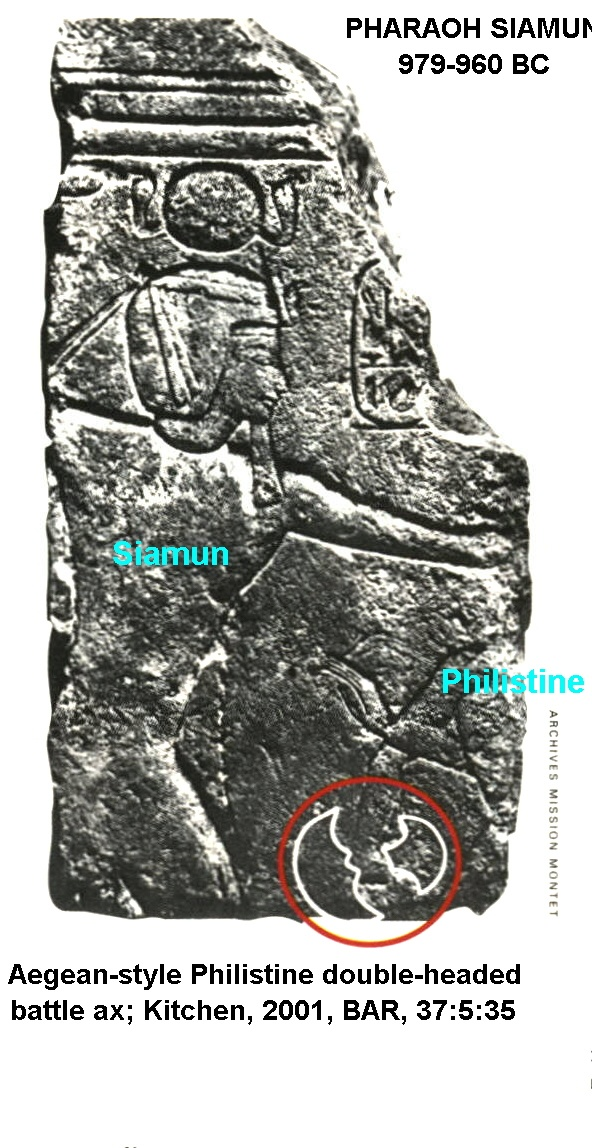 PHARAOH SIAMUN
979-960 BC
Siamun
Philistine
ARCHIVES MISSION MONTET
Aegean-style Philistine double-headed
battle ax; Kitchen, 2001, BAR, 37:5:35